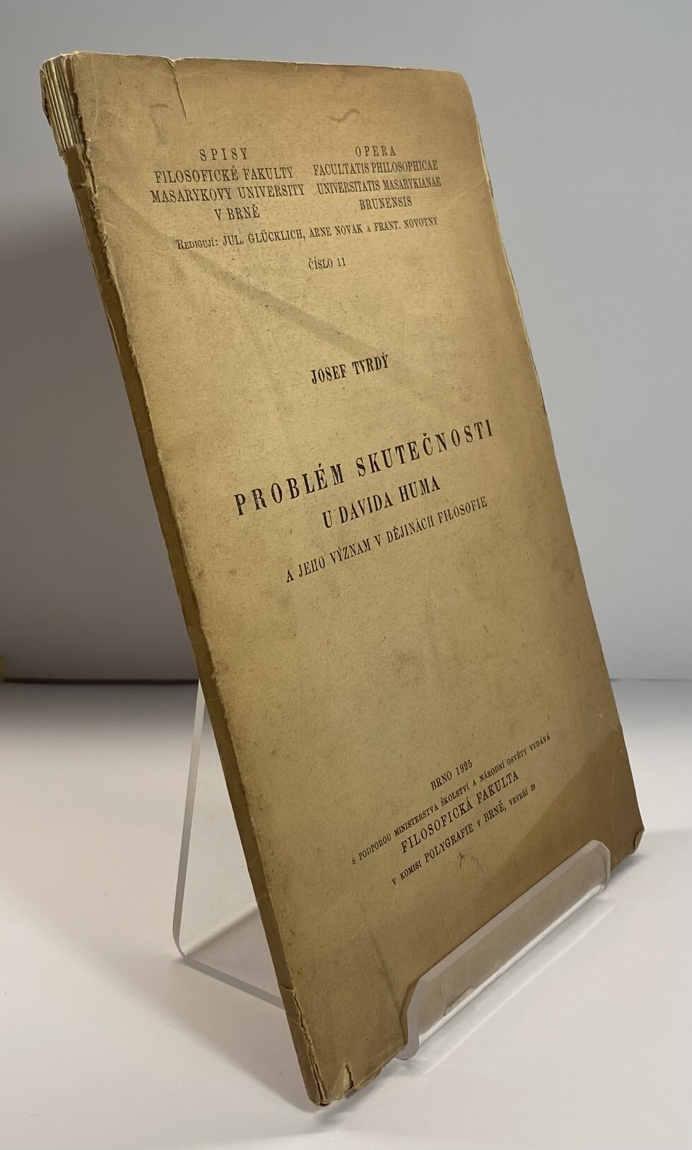 SPISY
FILOSOFICKÉ FAKULTY
MASARYKOVY UNIVERSITY
V BRNĚ
OPERA
FACULTATIS PHILOSOPHICAE
UNIVERSITATIS MASARYKIANAE
BRUNENSIS
REDIGUJÍ: JUL. GLÜCKLICH, ARNE NOVAK A FRANT. NOVOTNÝ
ČÍSLO 11
JOSEF TVRDÝ
PROBLÉM SKUTEČNOSTI
U DAVIDA HUMA
A JEHO VÝZNAM V DĚJINÁCH FILOSOFIE
BRNO 1925
S PODPOROU MINISTERSTVA ŠKOLSTVÍ A NÁRODNÍ OSVĚTY VYDÁVÁ
FILOSOFICKÁ FAKULTA
V KOMISI POLYGRAFIE V BRNĚ, VEVEŘÍ 39